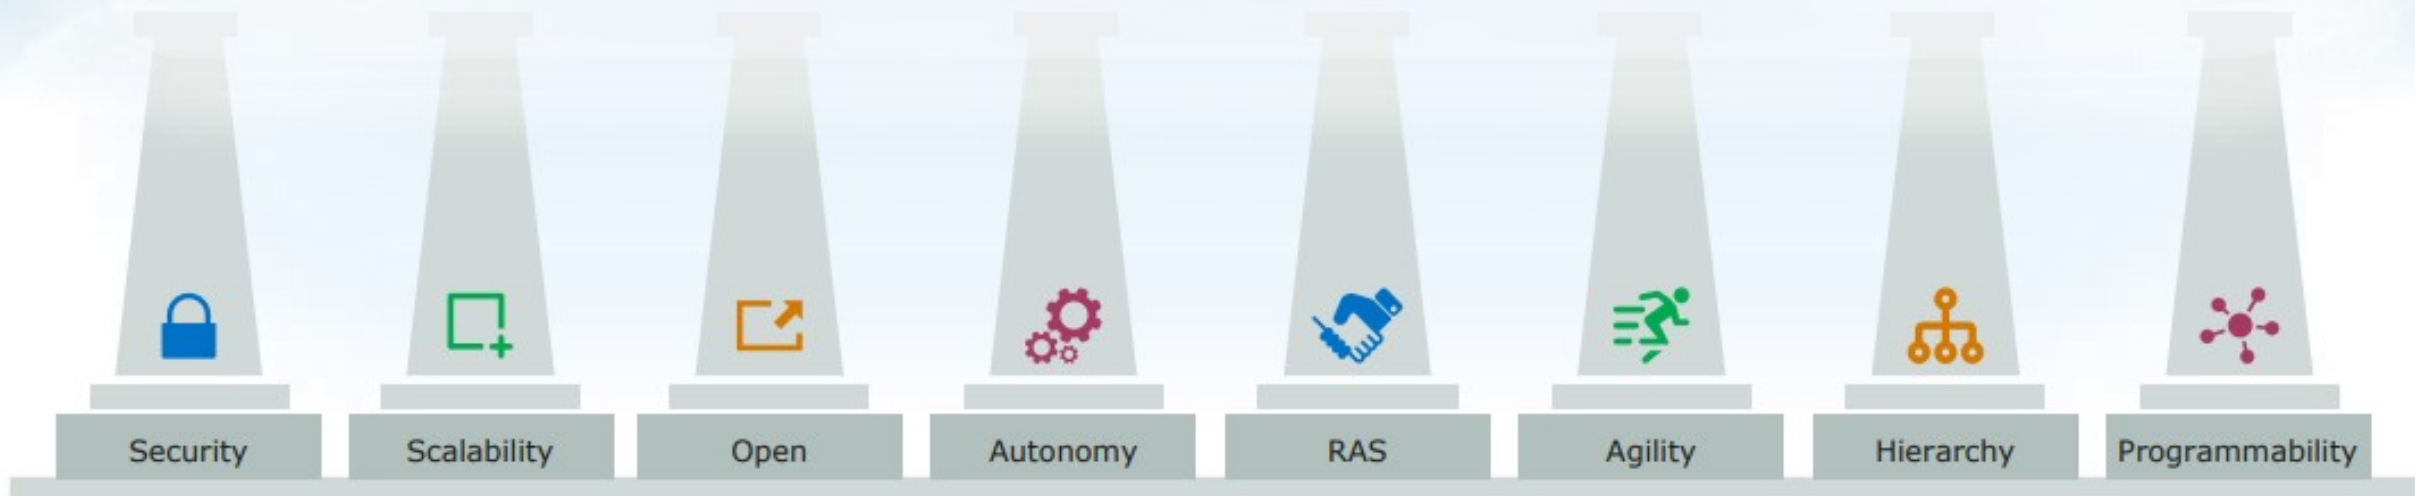 Security
Scalability
Open
Autonomy
RAS
Agility
Hierarchy
Programmability